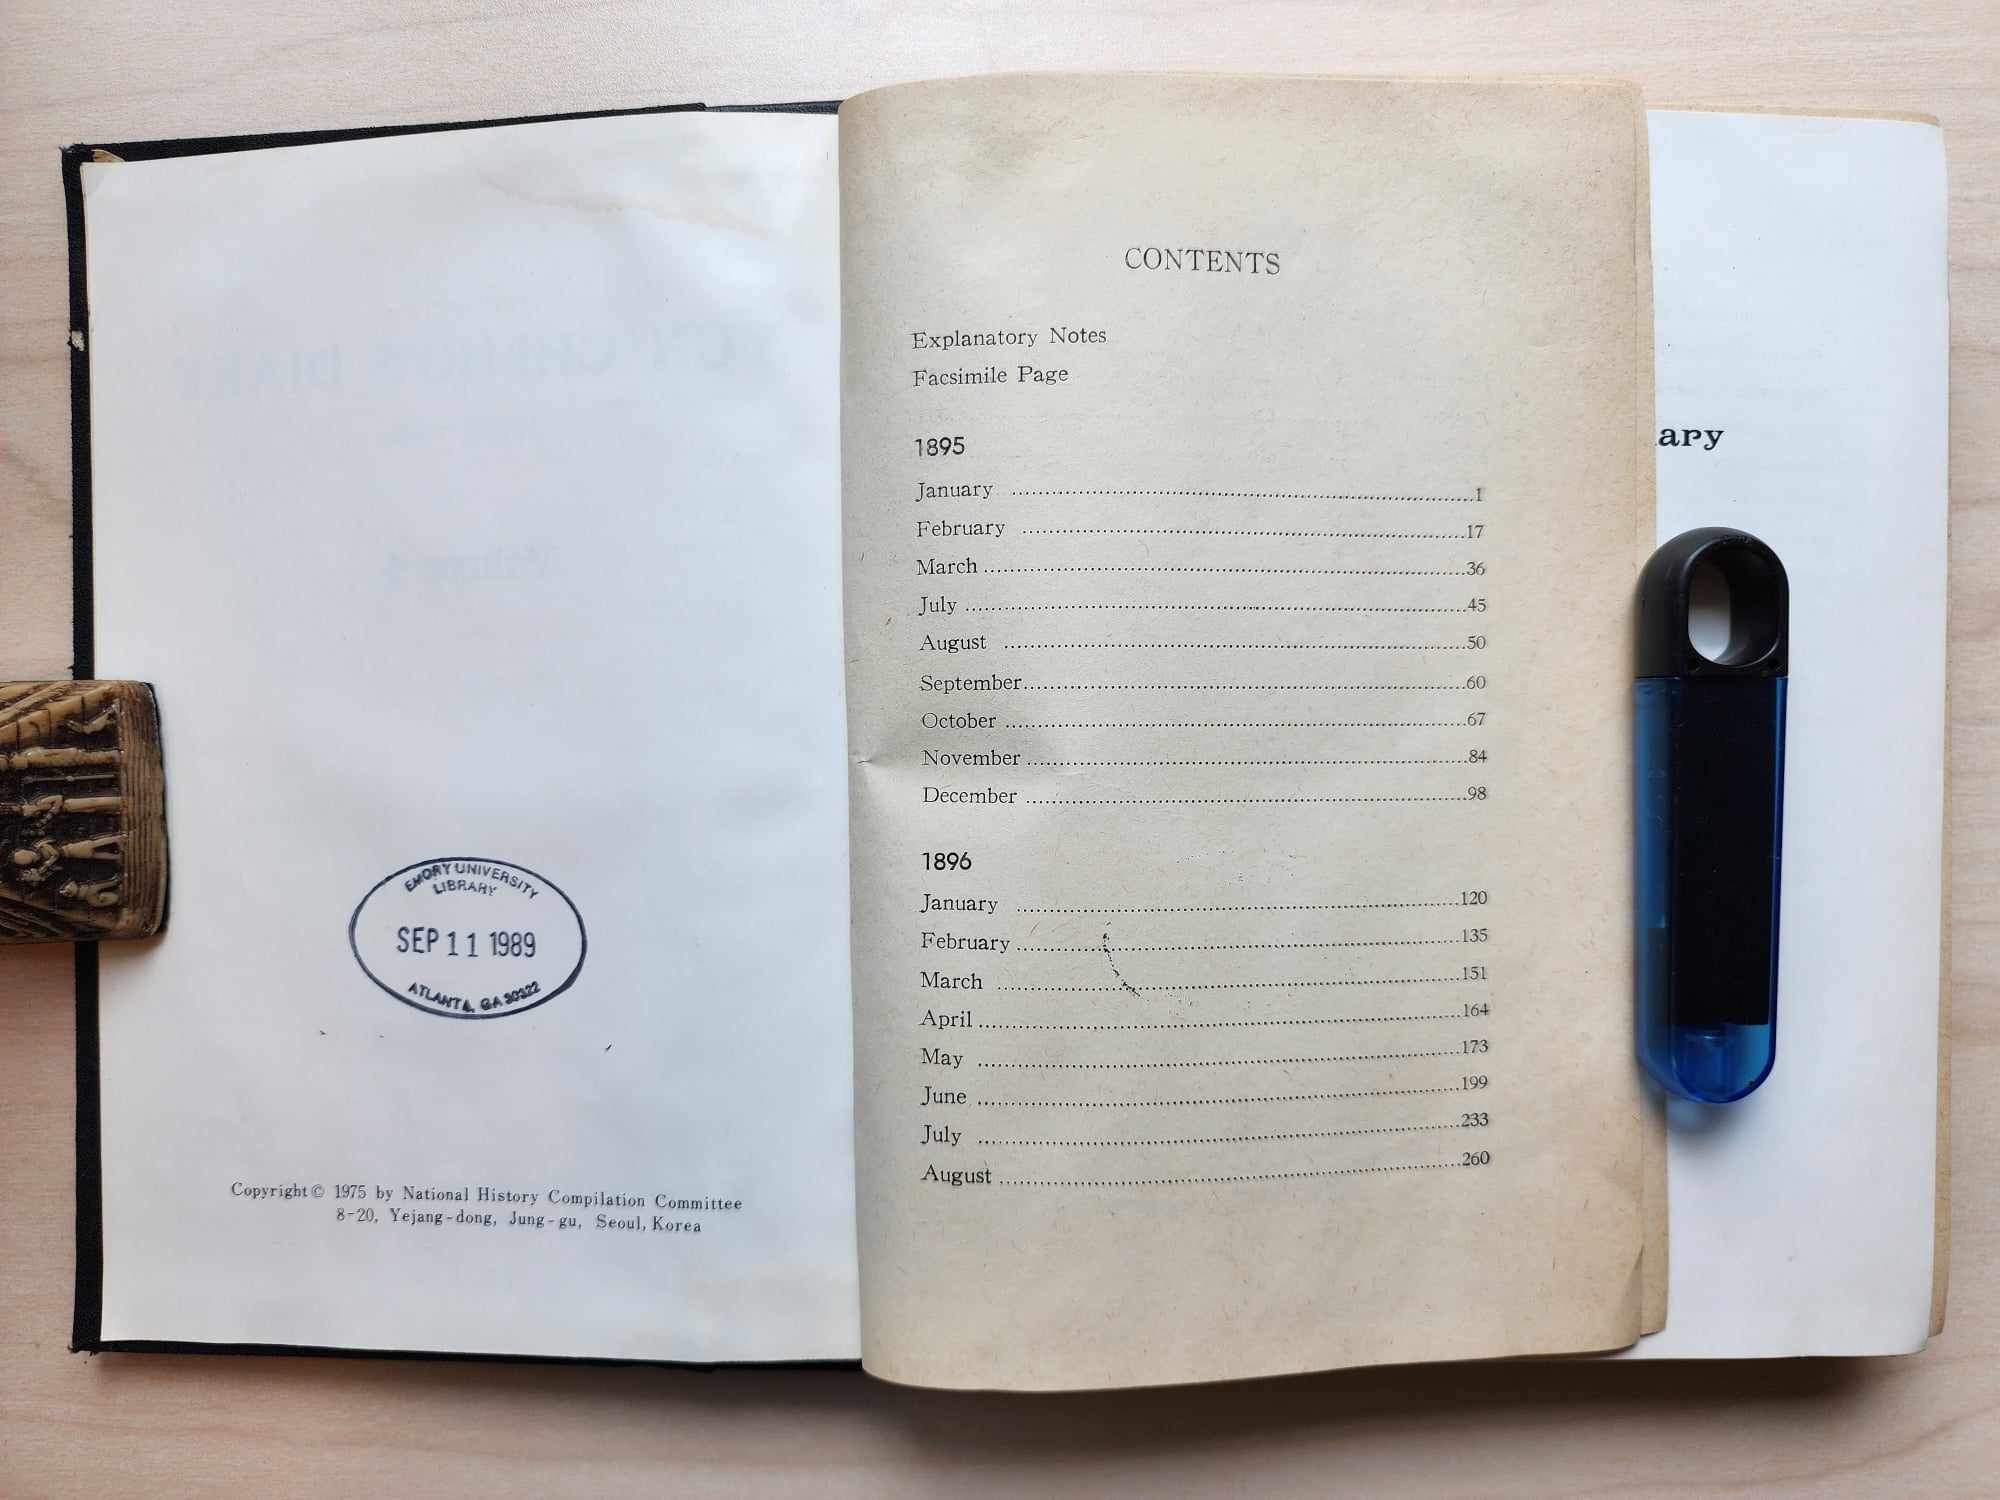 EMORY UNIVERSITY
LIBRARY
SEP 11 1989
ATLANTA, GA 30322
Copyright © 1975 by National History Compilation Committee
8-20, Yejang-dong, Jung-gu, Seoul, Korea
CONTENTS
Explanatory Notes
Facsimile Page
1895
January ........ 1
February ........ 17
March ........ 36
July ........ 45
August ........ 50
September ........ 60
October ........ 67
November ........ 84
December ........ 98
1896
January ........ 120
February ........ 135
March ........ 151
April ........ 164
May ........ 173
June ........ 199
July ........ 233
August ........ 260
ary